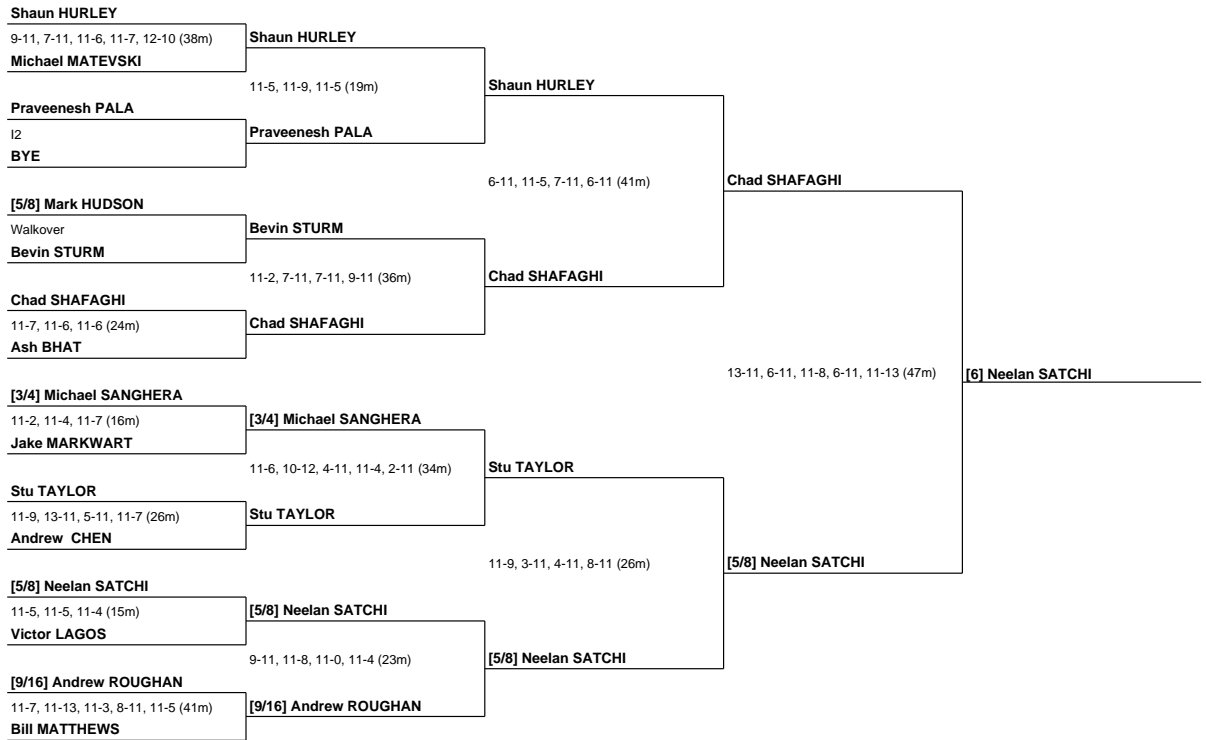 Shaun HURLEY
9-11, 7-11, 11-6, 11-7, 12-10 (38m)
Michael MATEVSKI
Praveenesh PALA
I2
BYE
[5/8] Mark HUDSON
Walkover
Bevin STURM
Chad SHAFAGHI
11-7, 11-6, 11-6 (24m)
Ash BHAT
[3/4] Michael SANGHERA
11-2, 11-4, 11-7 (16m)
Jake MARKWART
Stu TAYLOR
11-9, 13-11, 5-11, 11-7 (26m)
Andrew  CHEN
[5/8] Neelan SATCHI
11-5, 11-5, 11-4 (15m)
Victor LAGOS
[9/16] Andrew ROUGHAN
11-7, 11-13, 11-3, 8-11, 11-5 (41m)
Bill MATTHEWS
Shaun HURLEY
11-5, 11-9, 11-5 (19m)
Praveenesh PALA
Bevin STURM
11-2, 7-11, 7-11, 9-11 (36m)
Chad SHAFAGHI
[3/4] Michael SANGHERA
11-6, 10-12, 4-11, 11-4, 2-11 (34m)
Stu TAYLOR
[5/8] Neelan SATCHI
9-11, 11-8, 11-0, 11-4 (23m)
[9/16] Andrew ROUGHAN
Shaun HURLEY
6-11, 11-5, 7-11, 6-11 (41m)
Chad SHAFAGHI
Stu TAYLOR
11-9, 3-11, 4-11, 8-11 (26m)
[5/8] Neelan SATCHI
Chad SHAFAGHI
13-11, 6-11, 11-8, 6-11, 11-13 (47m)
[5/8] Neelan SATCHI
[6] Neelan SATCHI